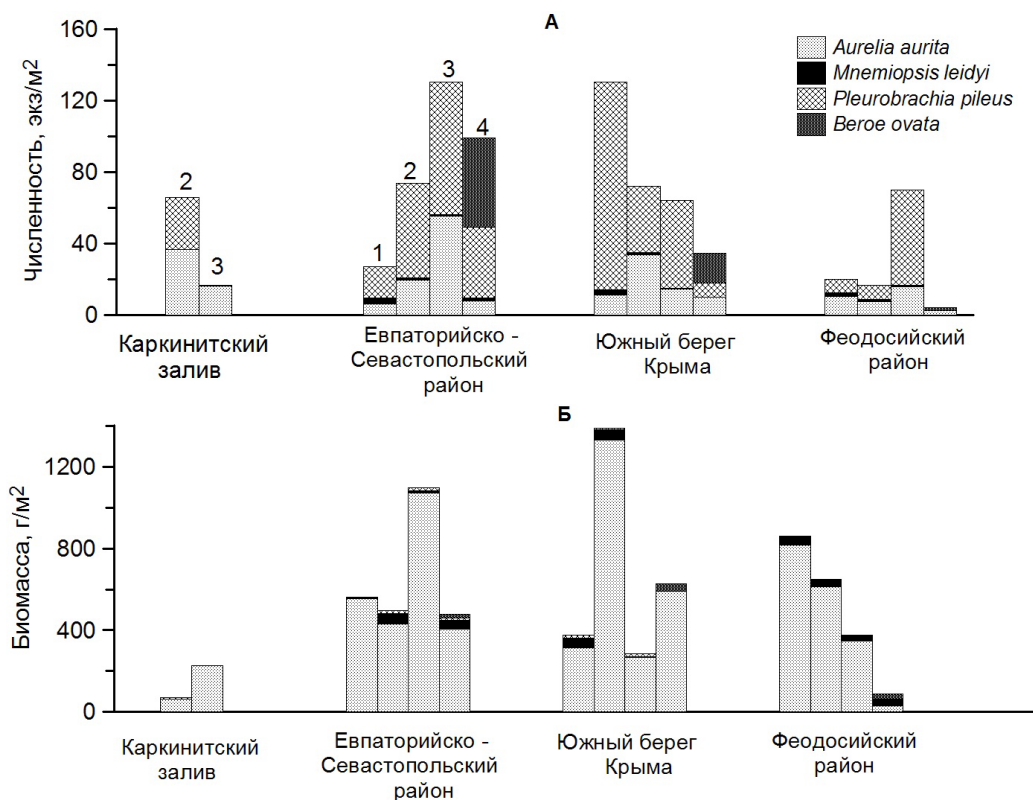 А
Численность, экз/м²
160
120
80
40
0
2
3
1
2
3
4
Aurelia aurita
Mnemiopsis leidyi
Pleurobrachia pileus
Beroe ovata
Каркинитский
залив
Евпаторийско -
Севастопольский
район
Южный берег
Крыма
Феодосийский
район
Б
Биомасса, г/м²
1200
800
400
0
Каркинитский
залив
Евпаторийско -
Севастопольский
район
Южный берег
Крыма
Феодосийский
район